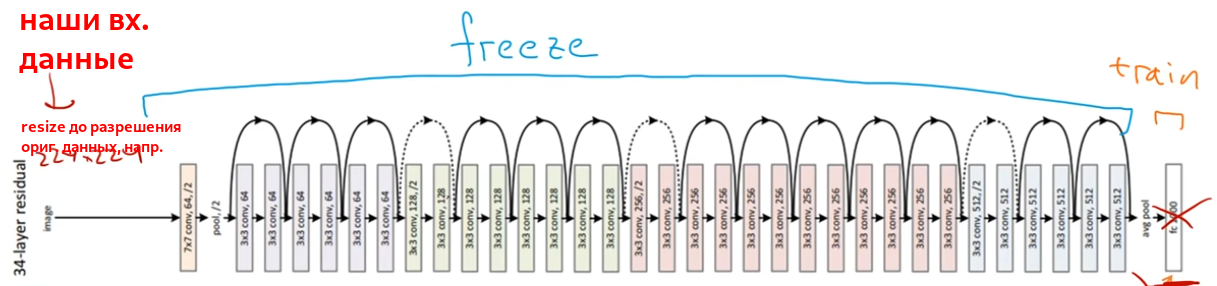 наши вх.
данные
freeze
train
resize до разрешения
ориг. данных, напр.
224x224
34-layer residual
image
7x7 conv, 64, /2
pool, /2
3x3 conv, 64
3x3 conv, 64
3x3 conv, 64
3x3 conv, 64
3x3 conv, 64
3x3 conv, 64
3x3 conv, 128, /2
3x3 conv, 128
3x3 conv, 128
3x3 conv, 128
3x3 conv, 128
3x3 conv, 128
3x3 conv, 128
3x3 conv, 128
3x3 conv, 256, /2
3x3 conv, 256
3x3 conv, 256
3x3 conv, 256
3x3 conv, 256
3x3 conv, 256
3x3 conv, 256
3x3 conv, 256
3x3 conv, 256
3x3 conv, 256
3x3 conv, 256
3x3 conv, 256
3x3 conv, 512, /2
3x3 conv, 512
3x3 conv, 512
3x3 conv, 512
3x3 conv, 512
3x3 conv, 512
avg pool
fc 1000